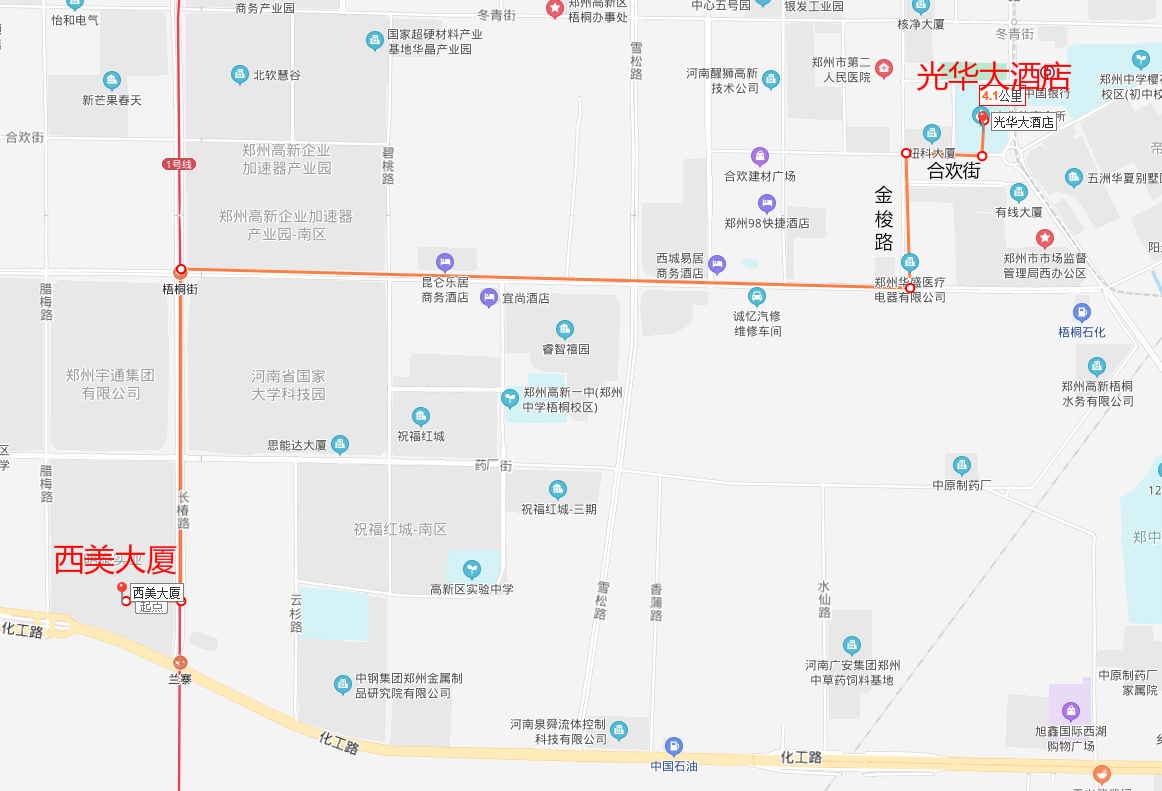 商务产业园
怡和电气
冬青街
郑州高新区
梧桐办事处
中心五号园
银发工业园
核净大厦
冬青街
国家超硬材料产业
基地华晶产业园
雪松路
北软慧谷
新芒果春天
河南醒狮高新
技术公司
郑州市第二
人民医院
光华大酒店
4.1公里
中国银行
光华大酒店
郑州中学樱
校区(初中校
合欢街
1号线
郑州高新企业
加速器产业园
碧桃路
合欢建材广场
纽科大厦
合欢街
帝
五洲华夏别墅
郑州高新企业加速器
产业园-南区
郑州98快捷酒店
金梭路
有线大厦
郑州市市场监督
管理局西办公区
阳
梧桐街
腊梅路
昆仑乐居
商务酒店
宜尚酒店
西城易居
商务酒店
诚忆汽修
维修车间
郑州华盛医疗
电器有限公司
梧桐石化
睿智禧园
郑州宇通集团
有限公司
河南省国家
大学科技园
郑州高新一中(郑州
中学梧桐校区)
郑州高新梧桐
水务有限公司
祝福红城
思能达大厦
区
学
药厂街
腊梅路
长椿路
祝福红城-三期
中原制药厂
12
祝福红城-南区
郑中
西美大厦
明泰实业
西美大厦
起点
高新区实验中学
云杉路
雪松路
香蒲路
水仙路
化工路
兰寨
中钢集团郑州金属制
品研究院有限公司
河南广安集团郑州
中草药饲料基地
中原制药厂
家属院
化工路
河南泉舜流体控制
科技有限公司
中国石油
化工路
旭鑫国际西湖
购物广场